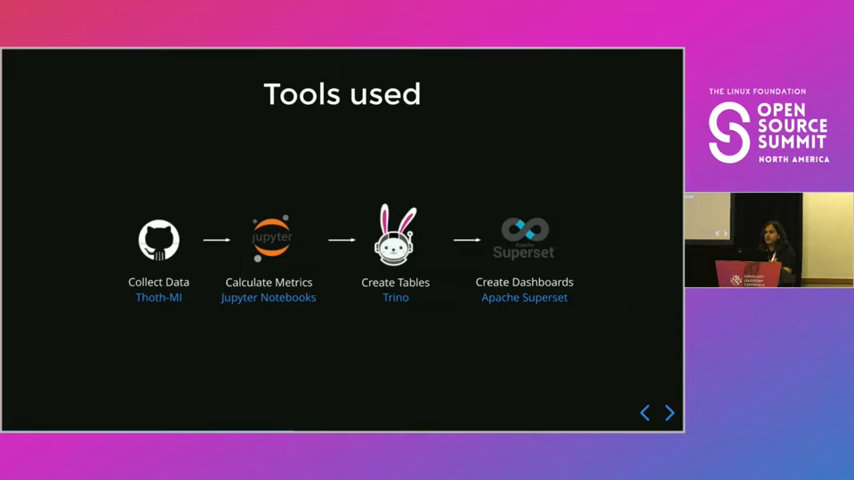 Tools used
jupyter
Apache
Superset
Collect Data
Thoth-MI
Calculate Metrics
Jupyter Notebooks
Create Tables
Trino
Create Dashboards
Apache Superset
THE LINUX FOUNDATION
OPEN
SOURCE
SUMMIT
NORTH AMERICA